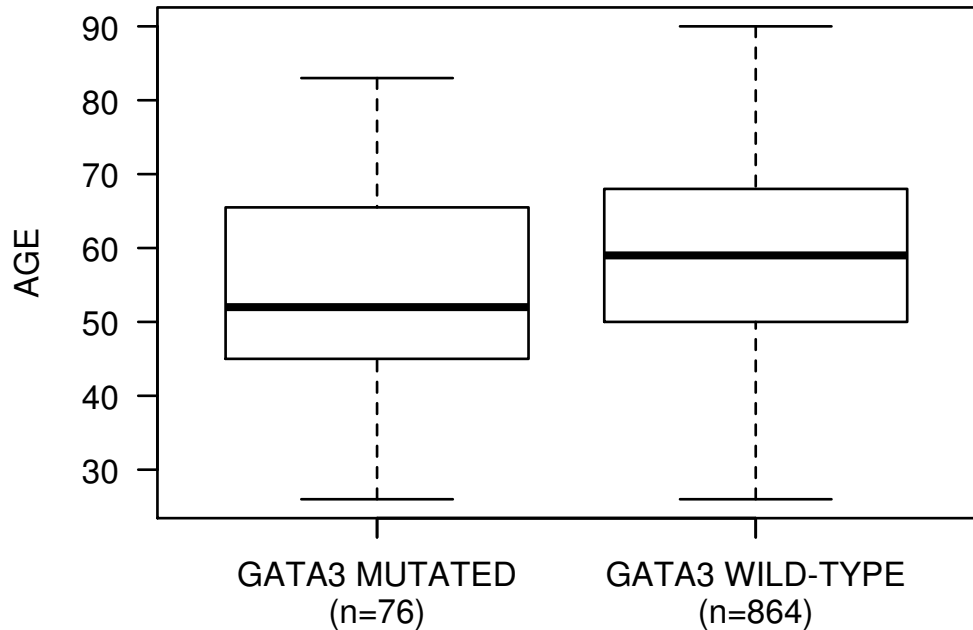 90
80
70
60
50
40
30
AGE
GATA3 MUTATED
(n=76)
GATA3 WILD-TYPE
(n=864)